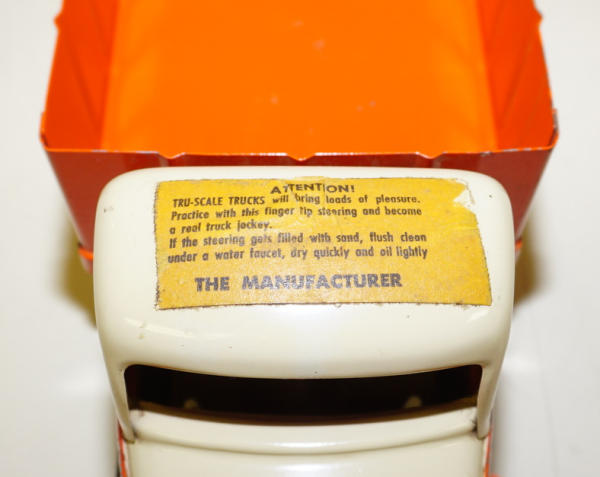 ATTENTION!
TRU-SCALE TRUCKS will bring loads of pleasure.
Practice with this finger tip steering and become
a real truck jockey.
If the steering gets filled with sand, flush clean
under a water faucet, dry quickly and oil lightly
THE MANUFACTURER